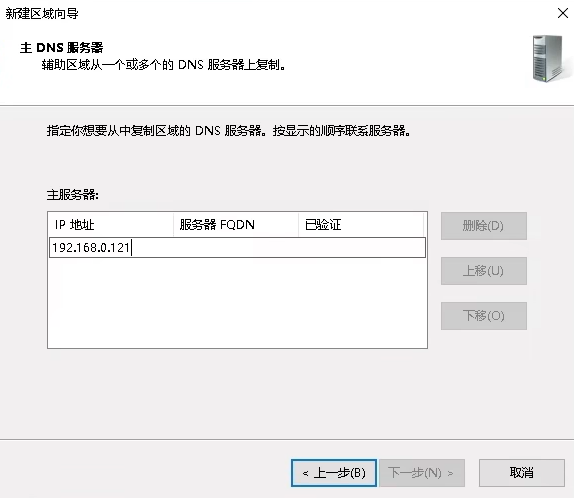 新建区域向导
主 DNS 服务器
辅助区域从一个或多个的 DNS 服务器上复制。
指定你想要从中复制区域的 DNS 服务器。按显示的顺序联系服务器。
主服务器:
IP 地址 服务器 FQDN 已验证
192.168.0.121
删除(D)
上移(U)
下移(O)
< 上一步(B) 下一步(N) > 取消